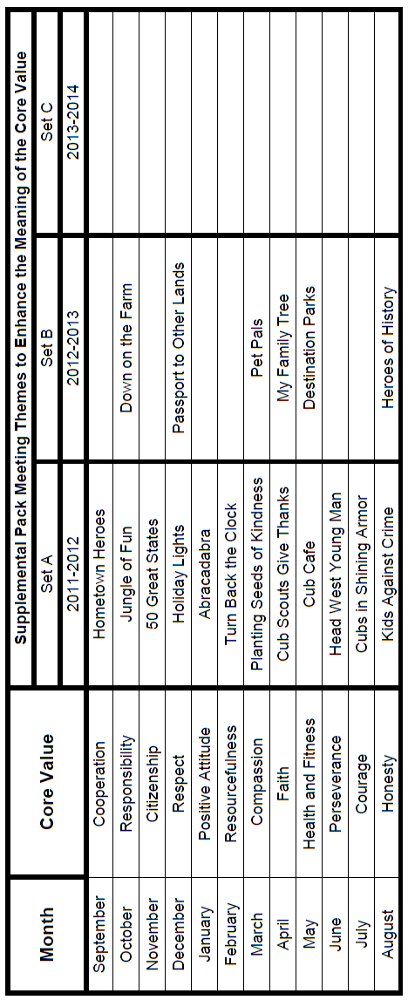 Supplemental Pack Meeting Themes to Enhance the Meaning of the Core Value
Month Core Value Set A Set B Set C
2011-2012 2012-2013 2013-2014
September Cooperation Hometown Heroes
October Responsibility Jungle of Fun Down on the Farm
November Citizenship 50 Great States
December Respect Holiday Lights Passport to Other Lands
January Positive Attitude Abracadabra
February Resourcefulness Turn Back the Clock
March Compassion Planting Seeds of Kindness Pet Pals
April Faith Cub Scouts Give Thanks My Family Tree
May Health and Fitness Cub Cafe Destination Parks
June Perseverance Head West Young Man
July Courage Cubs in Shining Armor
August Honesty Kids Against Crime Heroes of History